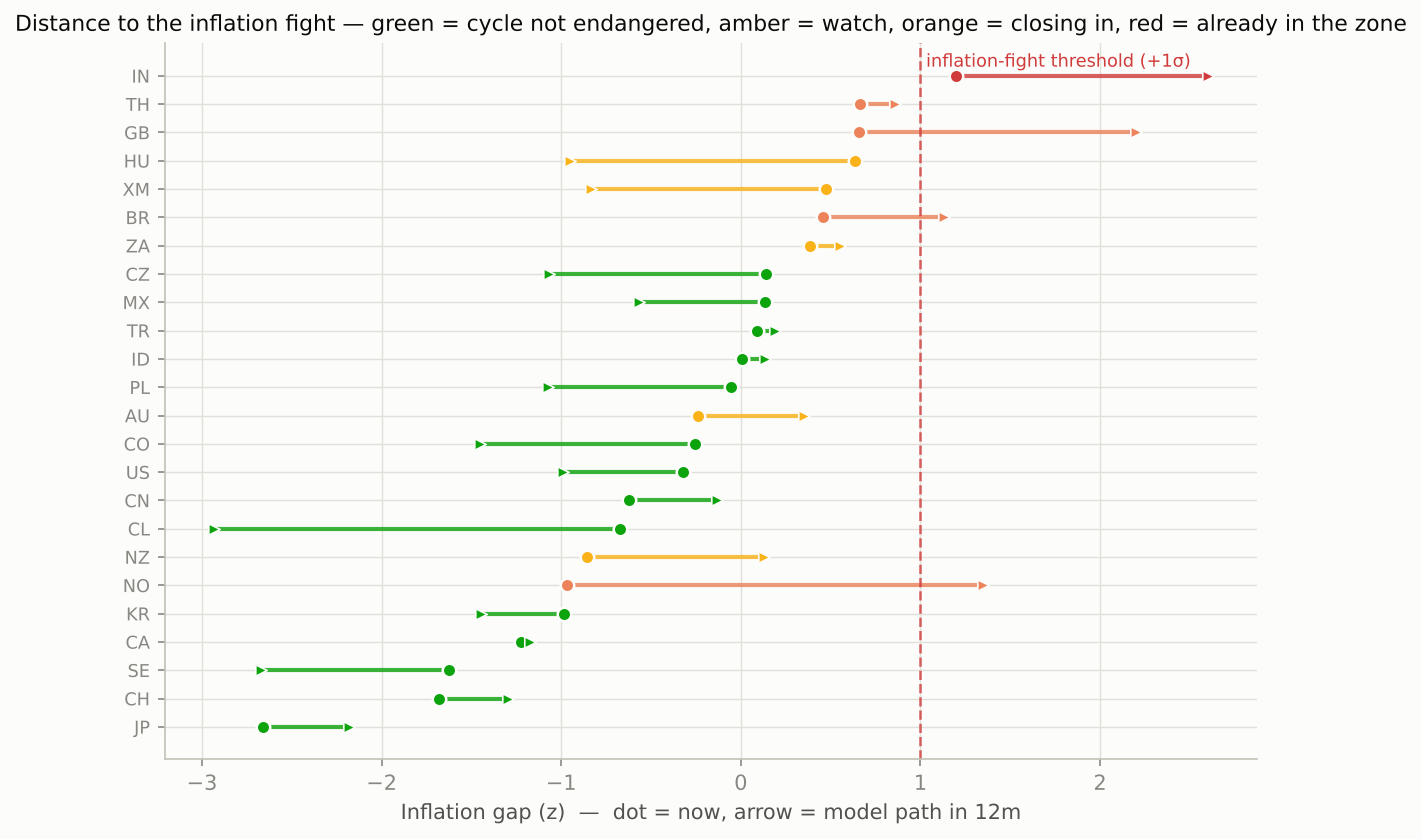 Distance to the inflation fight — green = cycle not endangered, amber = watch, orange = closing in, red = already in the zone
inflation-fight threshold (+1σ)
IN
TH
GB
HU
XM
BR
ZA
CZ
MX
TR
ID
PL
AU
CO
US
CN
CL
NZ
NO
KR
CA
SE
CH
JP
−3 −2 −1 0 1 2
Inflation gap (z) — dot = now, arrow = model path in 12m